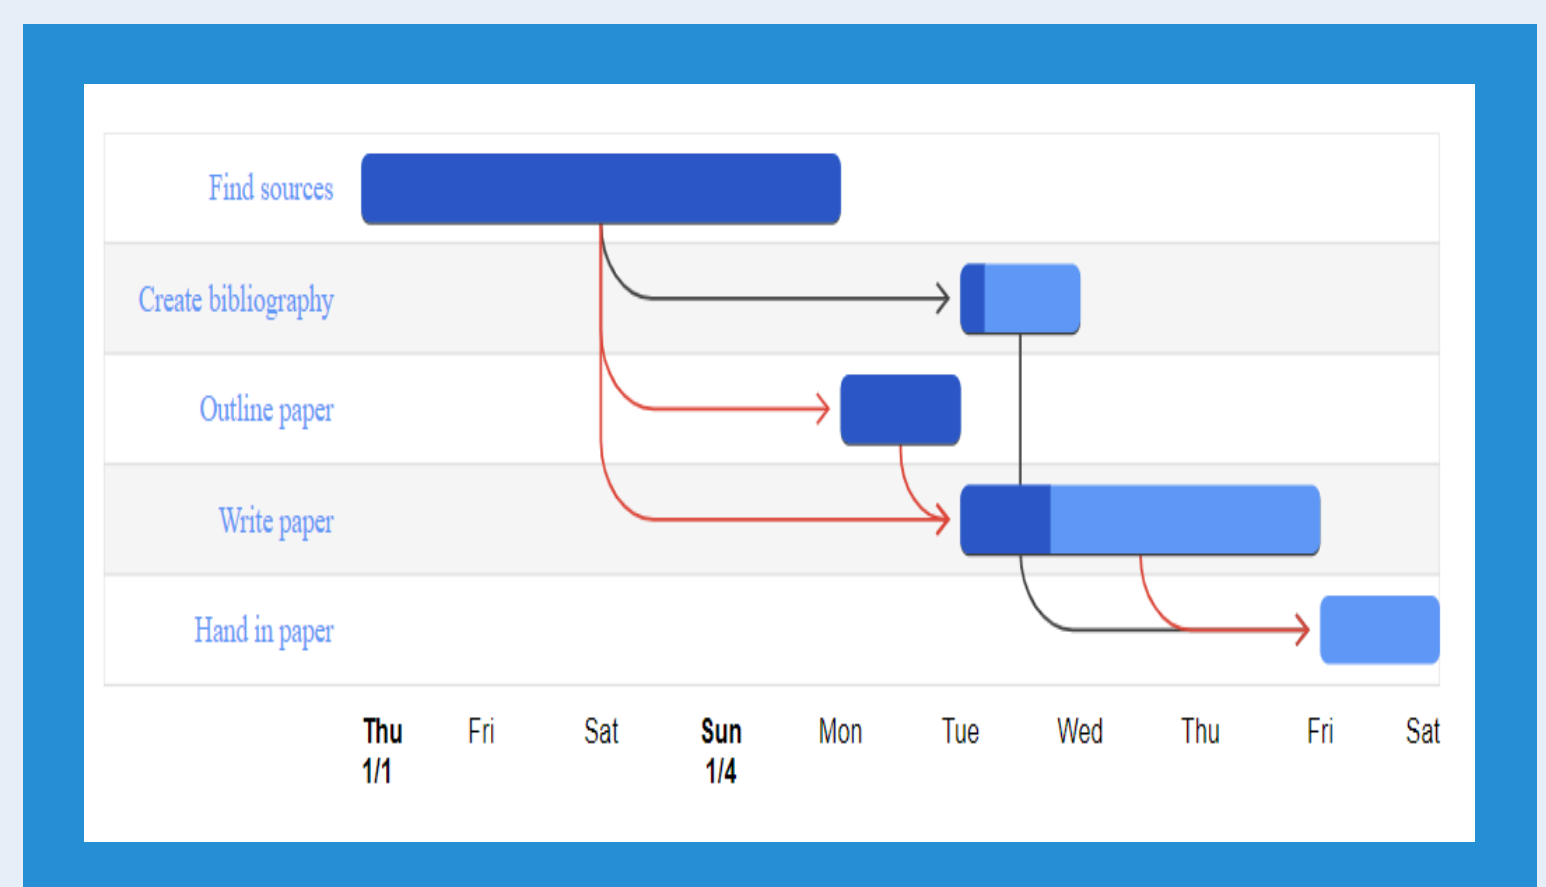 Find sources
Create bibliography
Outline paper
Write paper
Hand in paper
Thu Fri Sat Sun Mon Tue Wed Thu Fri Sat
1/1 1/4